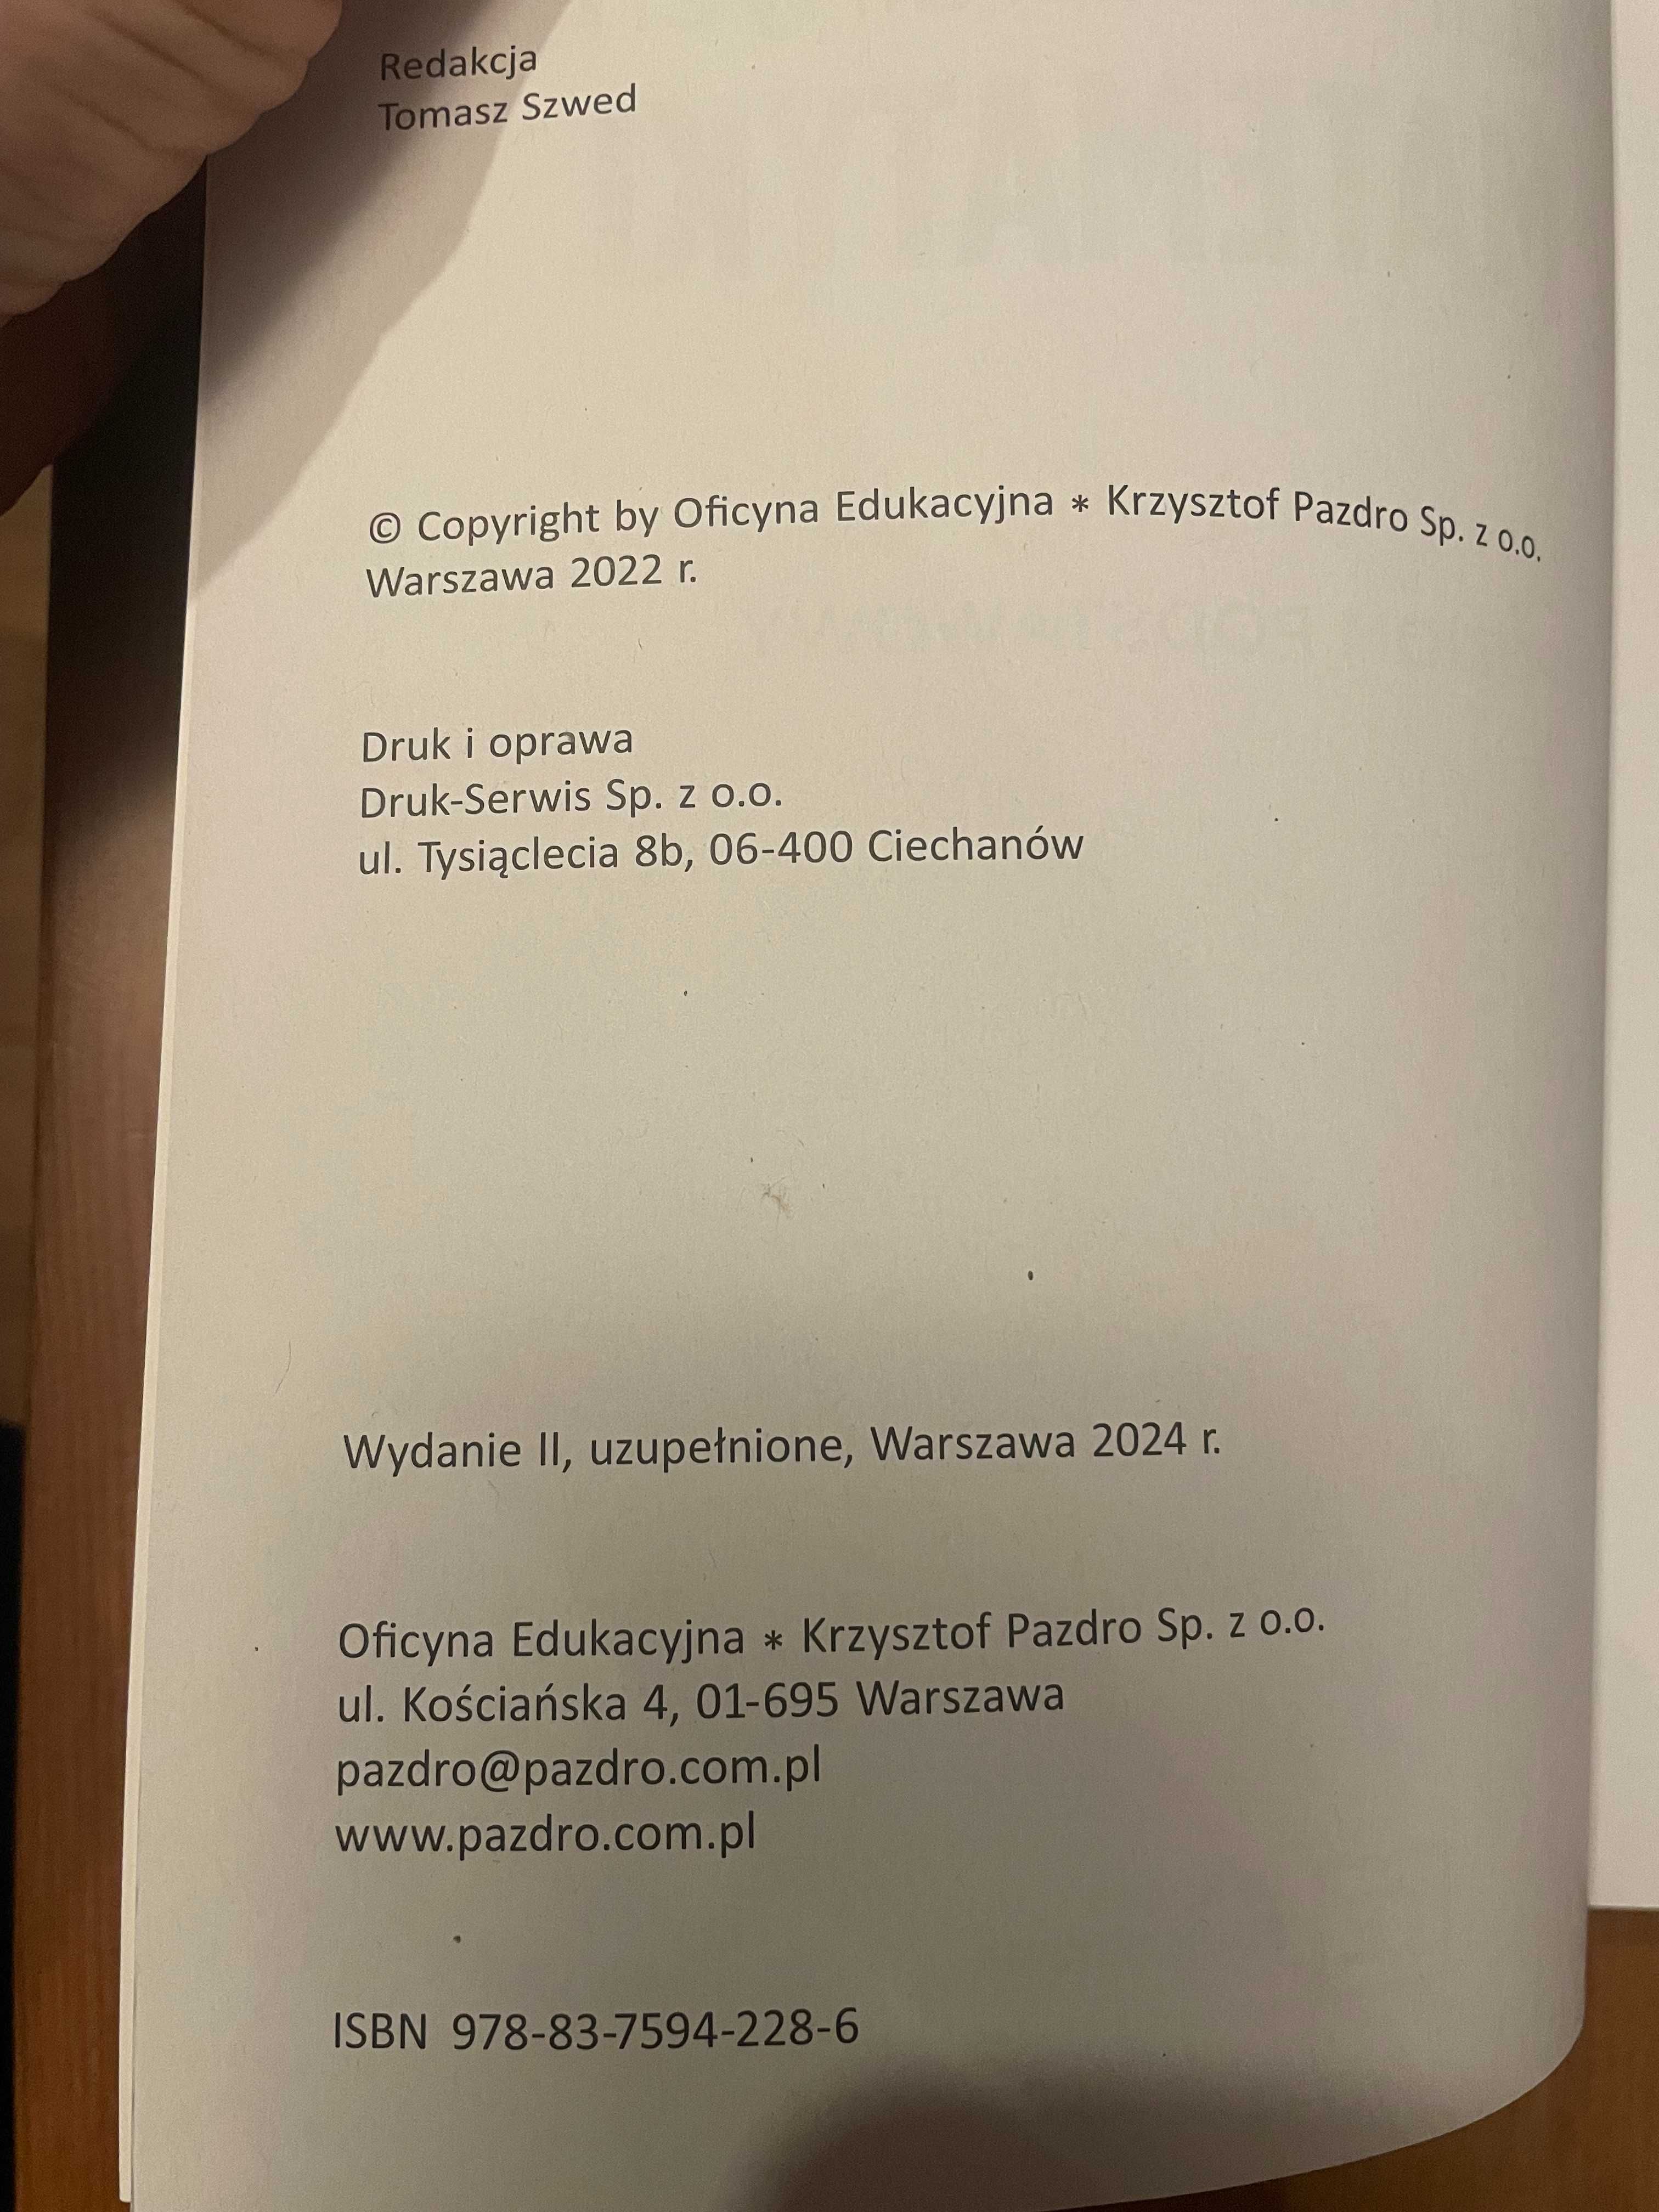 Redakcja
Tomasz Szwed
© Copyright by Oficyna Edukacyjna * Krzysztof Pazdro Sp. z o.o.
Warszawa 2022 r.
Druk i oprawa
Druk-Serwis Sp. z o.o.
ul. Tysiąclecia 8b, 06-400 Ciechanów
Wydanie II, uzupełnione, Warszawa 2024 r.
Oficyna Edukacyjna * Krzysztof Pazdro Sp. z o.o.
ul. Kościańska 4, 01-695 Warszawa
pazdro@pazdro.com.pl
www.pazdro.com.pl
ISBN 978-83-7594-228-6